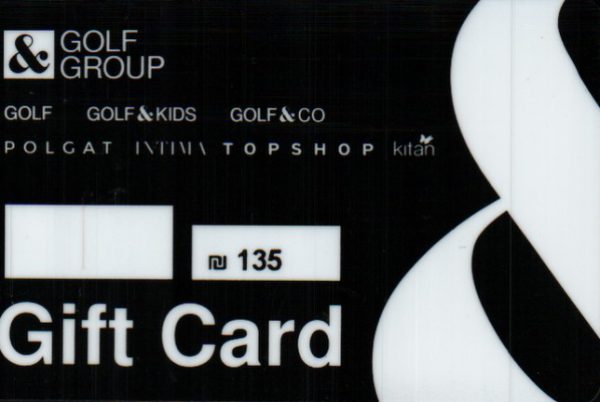 & GOLF
GROUP
GOLF GOLF&KIDS GOLF&CO
POLGAT INTIMA TOPSHOP kitan
₪ 135
Gift Card